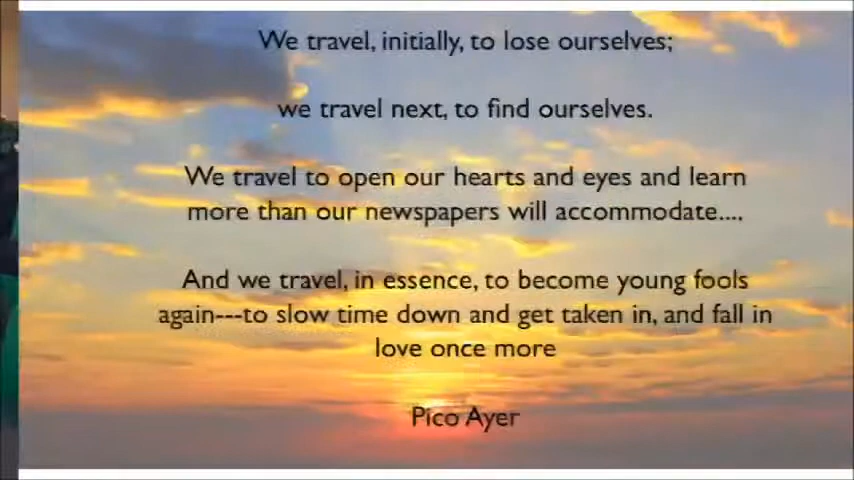 We travel, initially, to lose ourselves;
we travel next, to find ourselves.
We travel to open our hearts and eyes and learn
more than our newspapers will accommodate....
And we travel, in essence, to become young fools
again---to slow time down and get taken in, and fall in
love once more
Pico Ayer